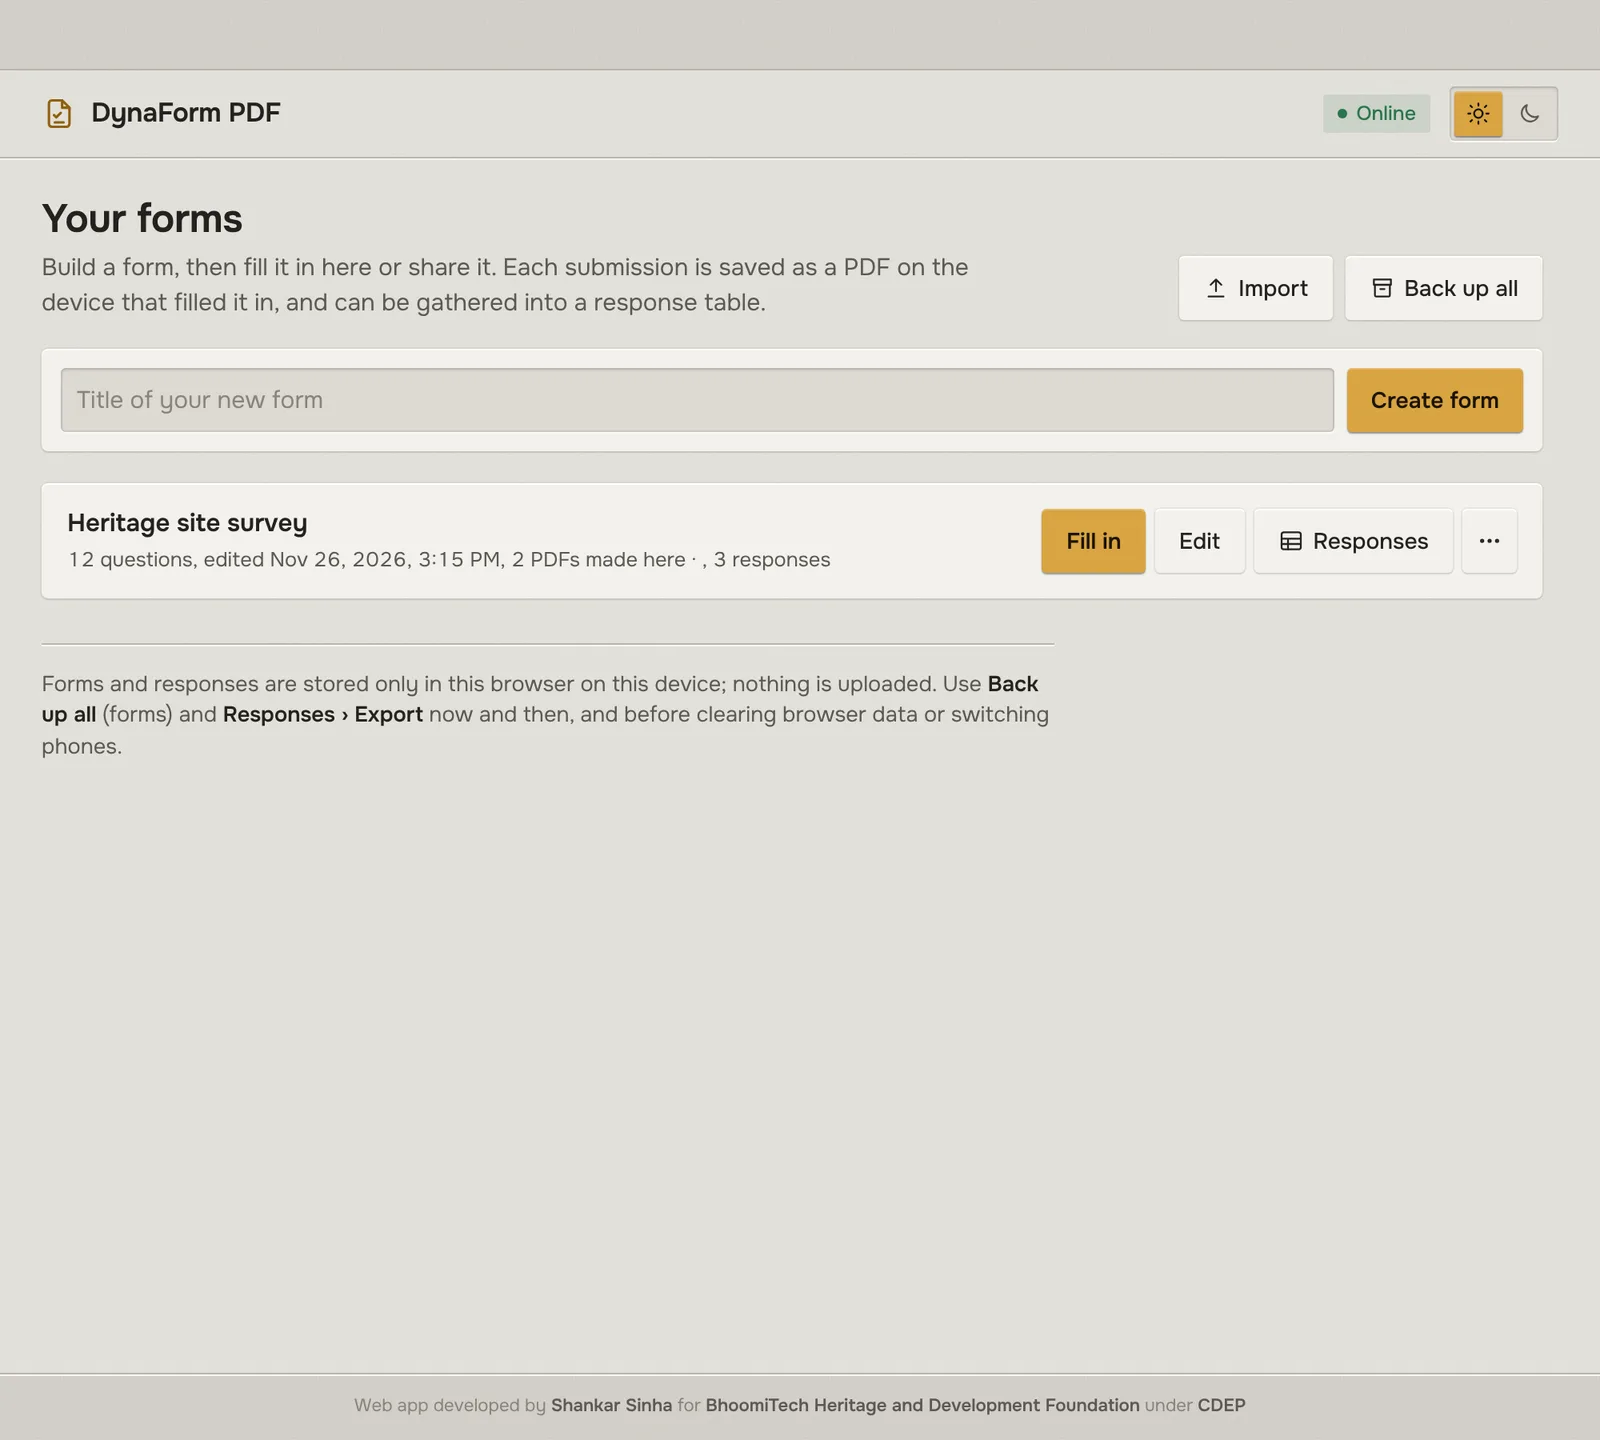 DynaForm PDF
Online
Your forms
Build a form, then fill it in here or share it. Each submission is saved as a PDF on the
device that filled it in, and can be gathered into a response table.
Import
Back up all
Title of your new form
Create form
Heritage site survey
12 questions, edited Nov 26, 2026, 3:15 PM, 2 PDFs made here · , 3 responses
Fill in
Edit
Responses
Forms and responses are stored only in this browser on this device; nothing is uploaded. Use Back
up all (forms) and Responses › Export now and then, and before clearing browser data or switching
phones.
Web app developed by Shankar Sinha for BhoomiTech Heritage and Development Foundation under CDEP